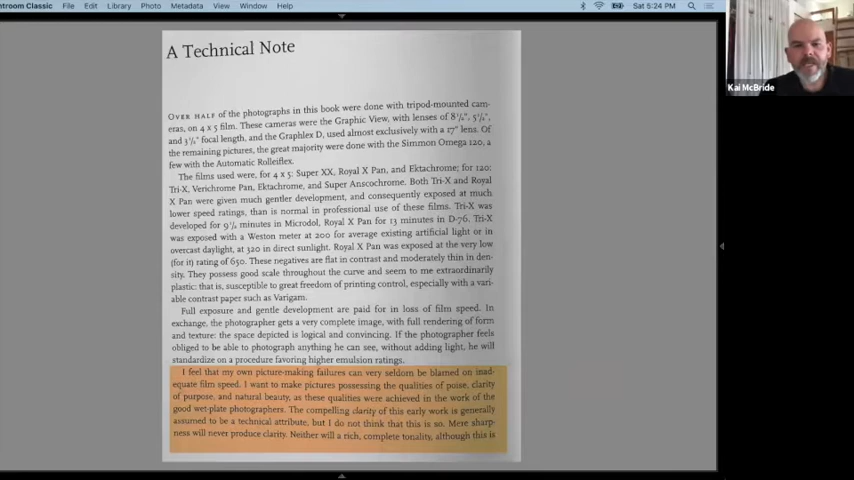 ntroom Classic File Edit Library Photo Metadata View Window Help Sat 5:24 PM
Kai McBride
A Technical Note
OVER HALF of the photographs in this book were done with tripod-mounted cam-
eras, on 4 x 5 film. These cameras were the Graphic View, with lenses of 8¼", 5¼",
and 3½" focal length, and the Graphlex D, used almost exclusively with a 17" lens. Of
the remaining pictures, the great majority were done with the Simmon Omega 120, a
few with the Automatic Rolleiflex.
The films used were, for 4 x 5: Super XX, Royal X Pan, and Ektachrome; for 120:
Tri-X, Verichrome Pan, Ektachrome, and Super Anscochrome. Both Tri-X and Royal
X Pan were given much gentler development, and consequently exposed at much
lower speed ratings, than is normal in professional use of these films. Tri-X was
developed for 9½ minutes in Microdol, Royal X Pan for 13 minutes in D-76. Tri-X
was exposed with a Weston meter at 200 for average existing artificial light or in
overcast daylight, at 320 in direct sunlight. Royal X Pan was exposed at the very low
(for it) rating of 650. These negatives are flat in contrast and moderately thin in den-
sity. They possess good scale throughout the curve and seem to me extraordinarily
plastic: that is, susceptible to great freedom of printing control, especially with a vari-
able contrast paper such as Varigam.
Full exposure and gentle development are paid for in loss of film speed. In
exchange, the photographer gets a very complete image, with full rendering of form
and texture: the space depicted is logical and convincing. If the photographer feels
obliged to be able to photograph anything he can see, without adding light, he will
standardize on a procedure favoring higher emulsion ratings.
I feel that my own picture-making failures can very seldom be blamed on inad-
equate film speed. I want to make pictures possessing the qualities of poise, clarity
of purpose, and natural beauty, as these qualities were achieved in the work of the
good wet-plate photographers. The compelling clarity of this early work is generally
assumed to be a technical attribute, but I do not think that this is so. Mere sharp-
ness will never produce clarity. Neither will a rich, complete tonality, although this is